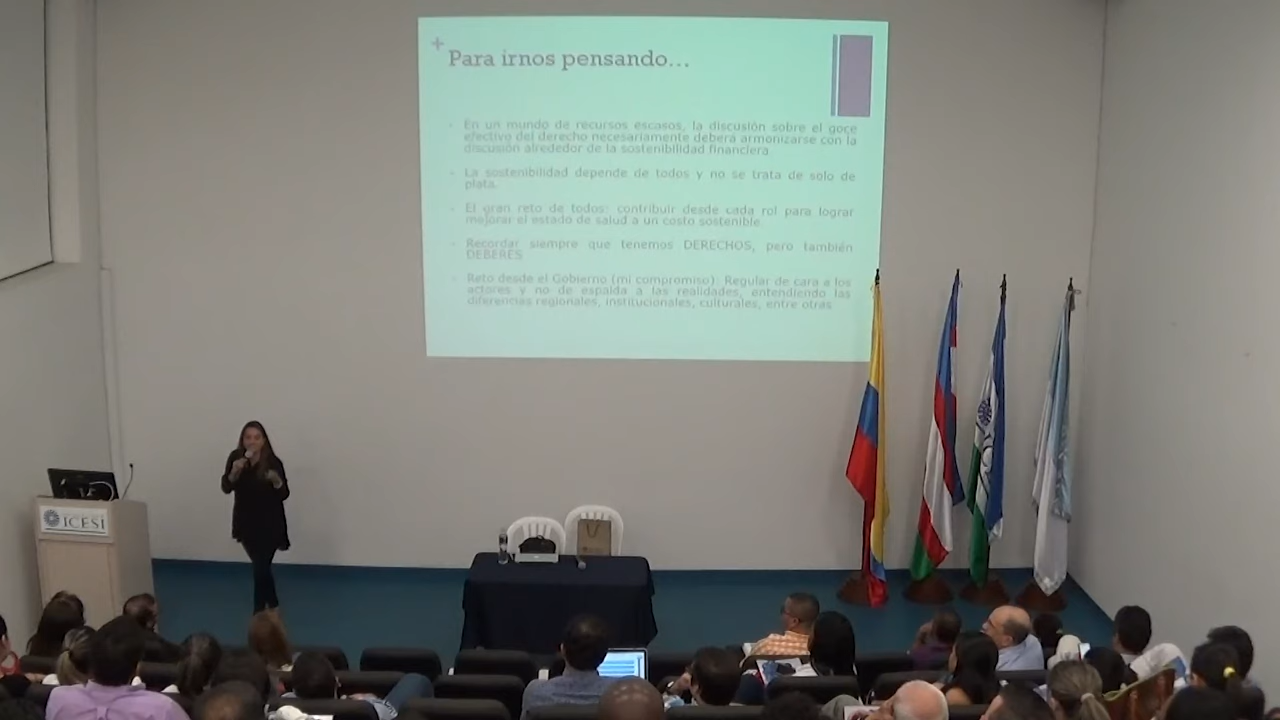 +
Para irnos pensando...
- En un mundo de recursos escasos, la discusión sobre el goce
efectivo del derecho necesariamente deberá armonizarse con la
discusión alrededor de la sostenibilidad financiera.
- La sostenibilidad depende de todos y no se trata de solo de
plata.
- El gran reto de todos: contribuir desde cada rol para lograr
mejorar el estado de salud a un costo sostenible.
- Recordar siempre que tenemos DERECHOS, pero también
DEBERES
- Reto desde el Gobierno (mi compromiso): Regular de cara a los
actores y no de espalda a las realidades, entendiendo las
diferencias regionales, institucionales, culturales, entre otras
ICESI